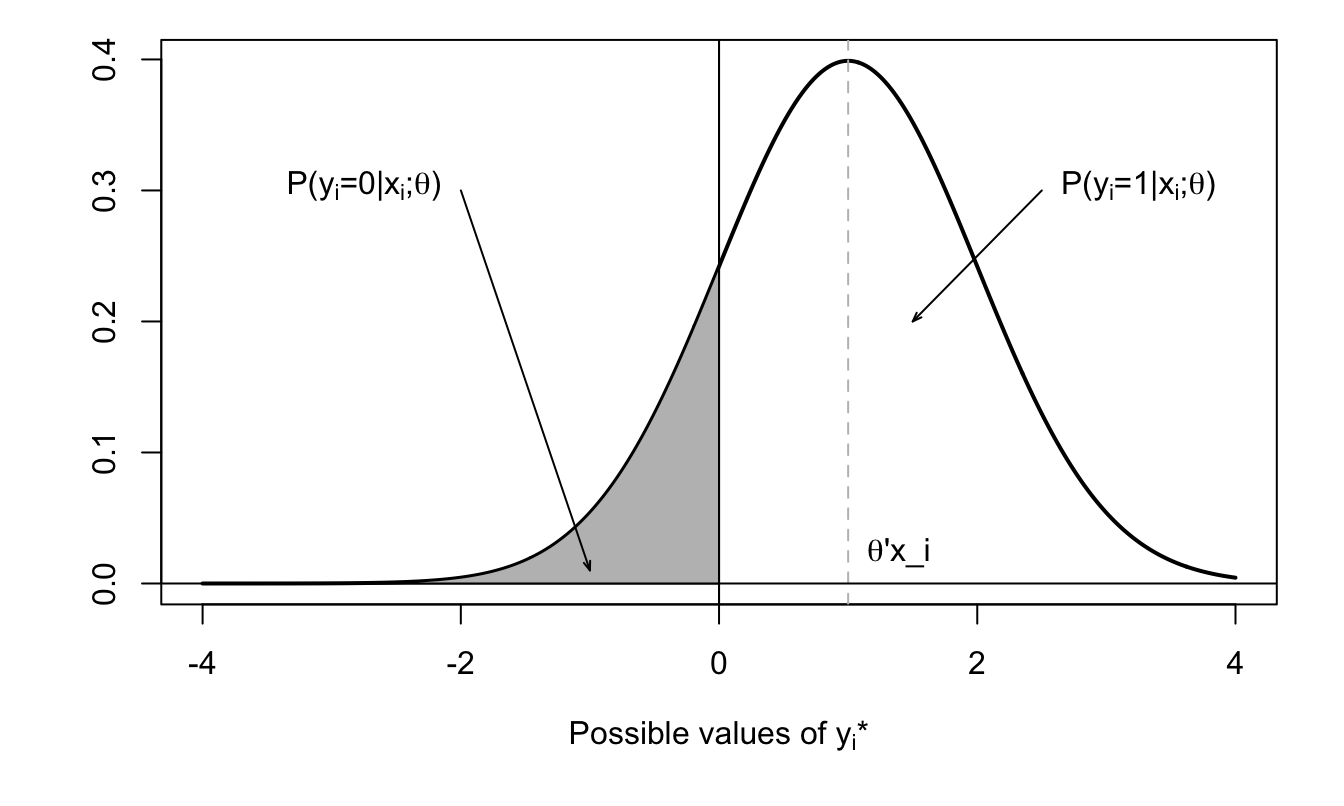 0.4
0.3
0.2
0.1
0.0
P(yᵢ=0|xᵢ;θ)
P(yᵢ=1|xᵢ;θ)
θ'x_i
-4 -2 0 2 4
Possible values of yᵢ*